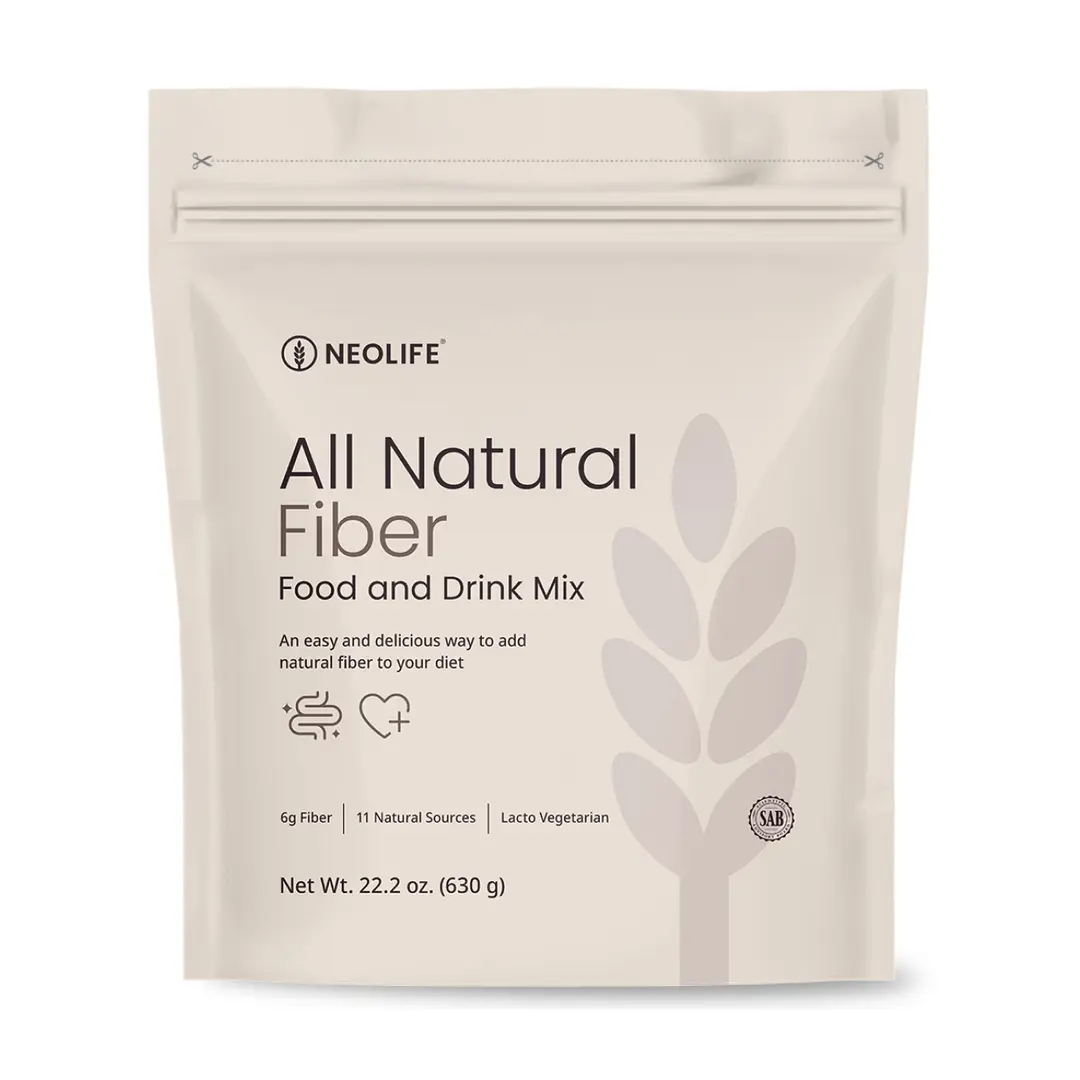 NEOLIFE®
All Natural
Fiber
Food and Drink Mix
An easy and delicious way to add
natural fiber to your diet
6g Fiber | 11 Natural Sources | Lacto Vegetarian
SAB
Net Wt. 22.2 oz. (630 g)